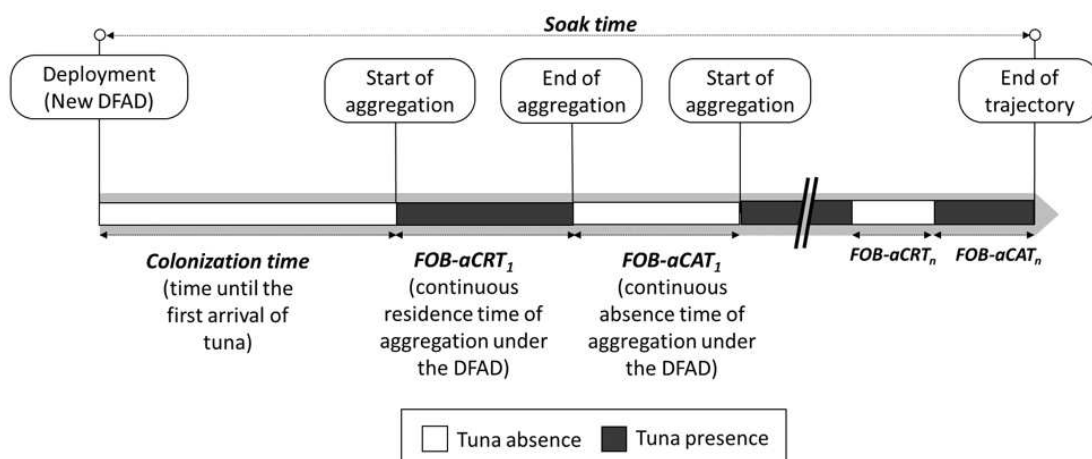 Soak time
Deployment
(New DFAD)
Start of
aggregation
End of
aggregation
Start of
aggregation
End of
trajectory
Colonization time
(time until the
first arrival of
tuna)
FOB-aCRT1
(continuous
residence time of
aggregation under
the DFAD)
FOB-aCAT1
(continuous
absence time of
aggregation under
the DFAD)
FOB-aCRTn
FOB-aCATn
Tuna absence
Tuna presence